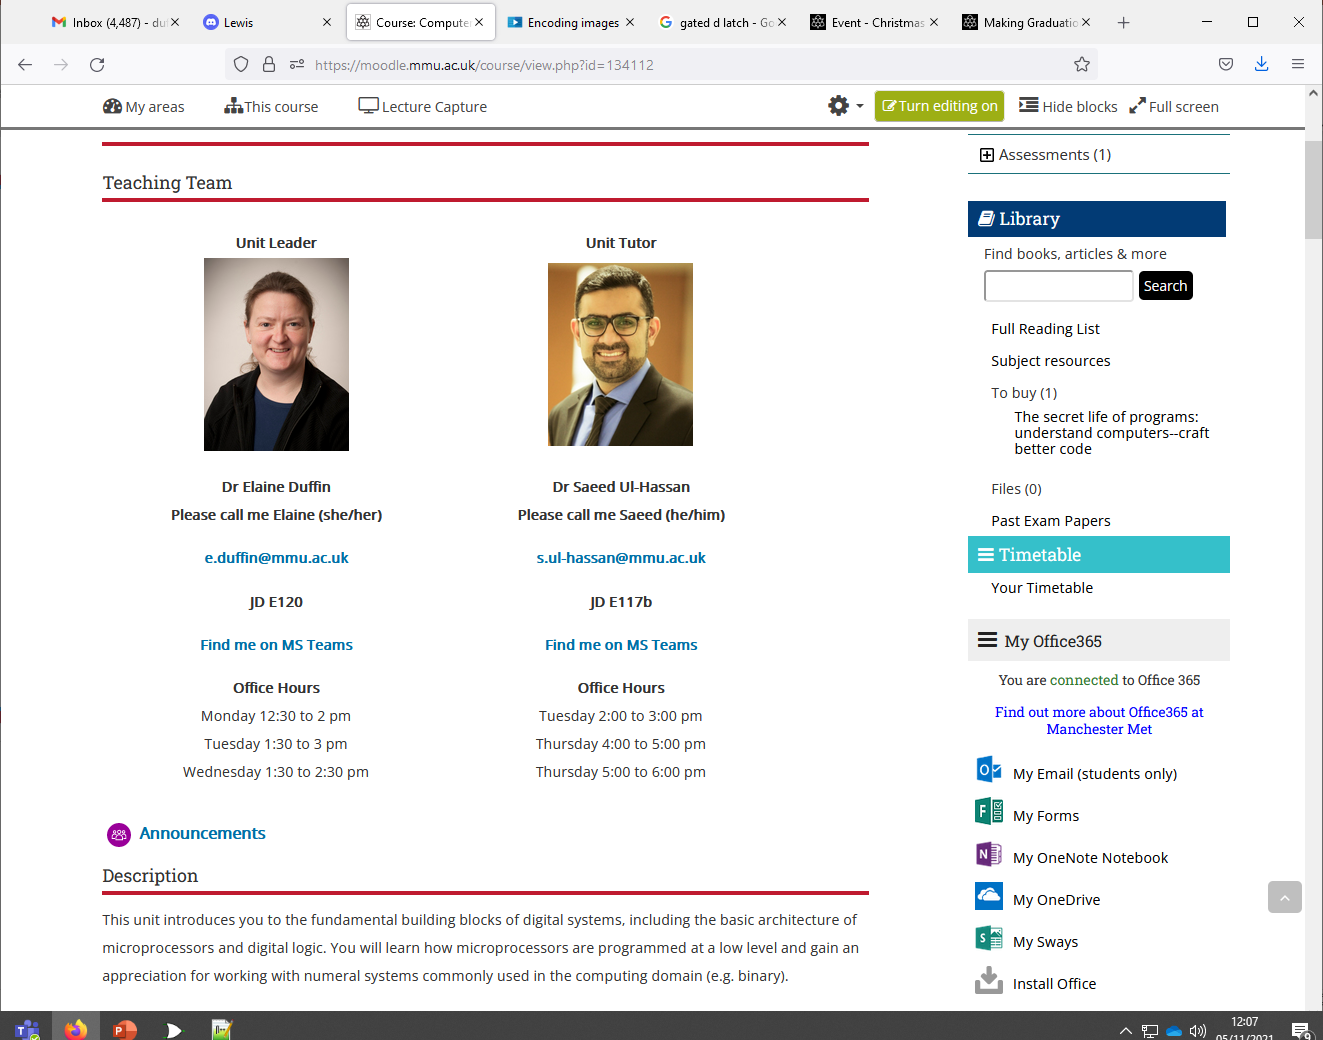 Inbox (4,487) - du
Lewis
Course: Compute
Encoding images
gated d latch - Go
Event - Christmas
Making Graduatio
https://moodle.mmu.ac.uk/course/view.php?id=134112
My areas
This course
Lecture Capture
Turn editing on
Hide blocks
Full screen
Teaching Team
Unit Leader
Dr Elaine Duffin
Please call me Elaine (she/her)
e.duffin@mmu.ac.uk
JD E120
Find me on MS Teams
Office Hours
Monday 12:30 to 2 pm
Tuesday 1:30 to 3 pm
Wednesday 1:30 to 2:30 pm
Unit Tutor
Dr Saeed Ul-Hassan
Please call me Saeed (he/him)
s.ul-hassan@mmu.ac.uk
JD E117b
Find me on MS Teams
Office Hours
Tuesday 2:00 to 3:00 pm
Thursday 4:00 to 5:00 pm
Thursday 5:00 to 6:00 pm
Announcements
Description
This unit introduces you to the fundamental building blocks of digital systems, including the basic architecture of
microprocessors and digital logic. You will learn how microprocessors are programmed at a low level and gain an
appreciation for working with numeral systems commonly used in the computing domain (e.g. binary).
Assessments (1)
Library
Find books, articles & more
Search
Full Reading List
Subject resources
To buy (1)
The secret life of programs:
understand computers--craft
better code
Files (0)
Past Exam Papers
Timetable
Your Timetable
My Office365
You are connected to Office 365
Find out more about Office365 at
Manchester Met
My Email (students only)
My Forms
My OneNote Notebook
My OneDrive
My Sways
Install Office
12:07
05/11/2021